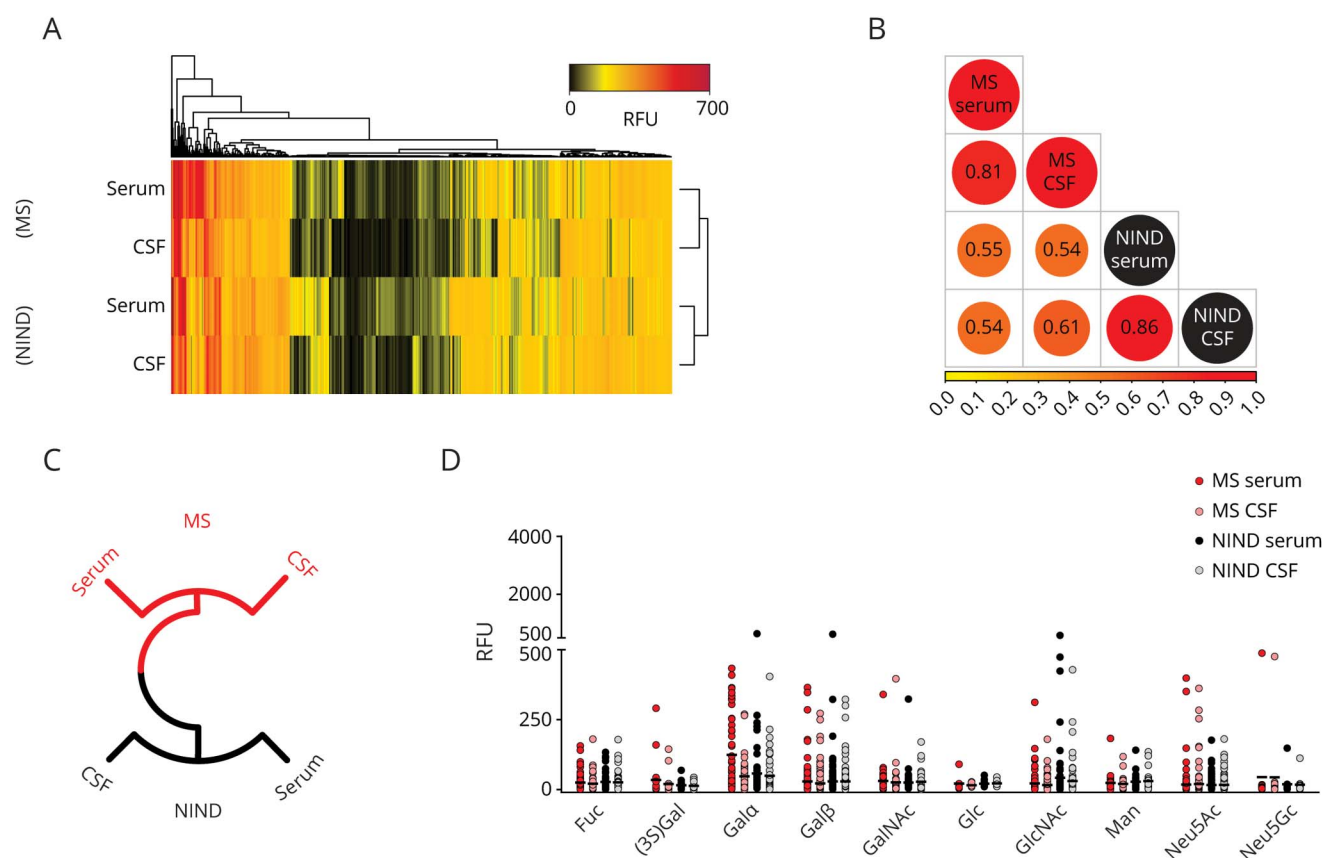 A
0
700
RFU
Serum
(MS)
CSF
Serum
(NIND)
CSF
B
MS
serum
0.81
MS
CSF
0.55
0.54
NIND
serum
0.54
0.61
0.86
NIND
CSF
0.0
0.1
0.2
0.3
0.4
0.5
0.6
0.7
0.8
0.9
1.0
C
MS
Serum
CSF
CSF
Serum
NIND
D
MS serum
MS CSF
NIND serum
NIND CSF
RFU
4000
2000
500
500
250
0
Fuc
(3S)Gal
Galα
Galβ
GalNAc
Glc
GlcNAc
Man
Neu5Ac
Neu5Gc